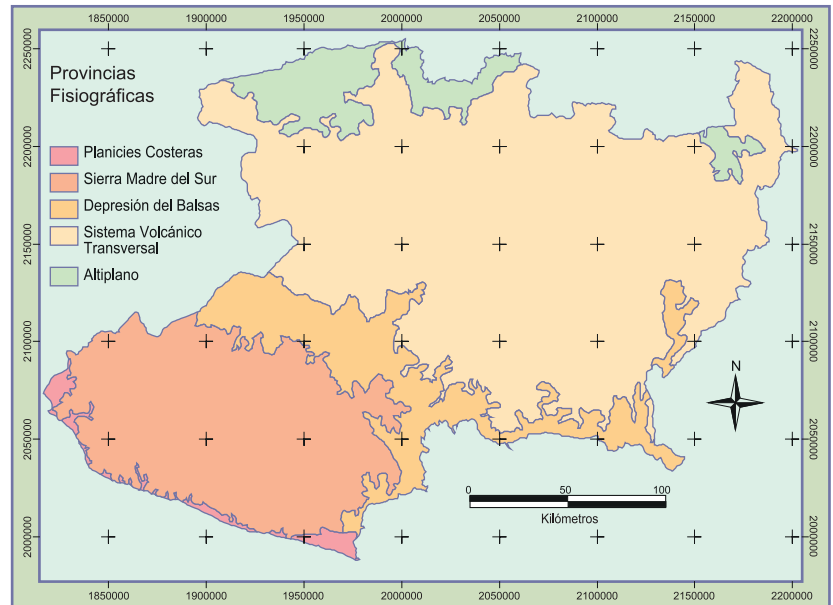 1850000 1900000 1950000 2000000 2050000 2100000 2150000 2200000
2250000
2250000
Provincias
Fisiográficas
2200000
2200000
Planicies Costeras
Sierra Madre del Sur
Depresión del Balsas
Sistema Volcánico
Transversal
Altiplano
2150000
2150000
2100000
2100000
N
2050000
2050000
0 50 100
Kilómetros
2000000
2000000
1850000 1900000 1950000 2000000 2050000 2100000 2150000 2200000